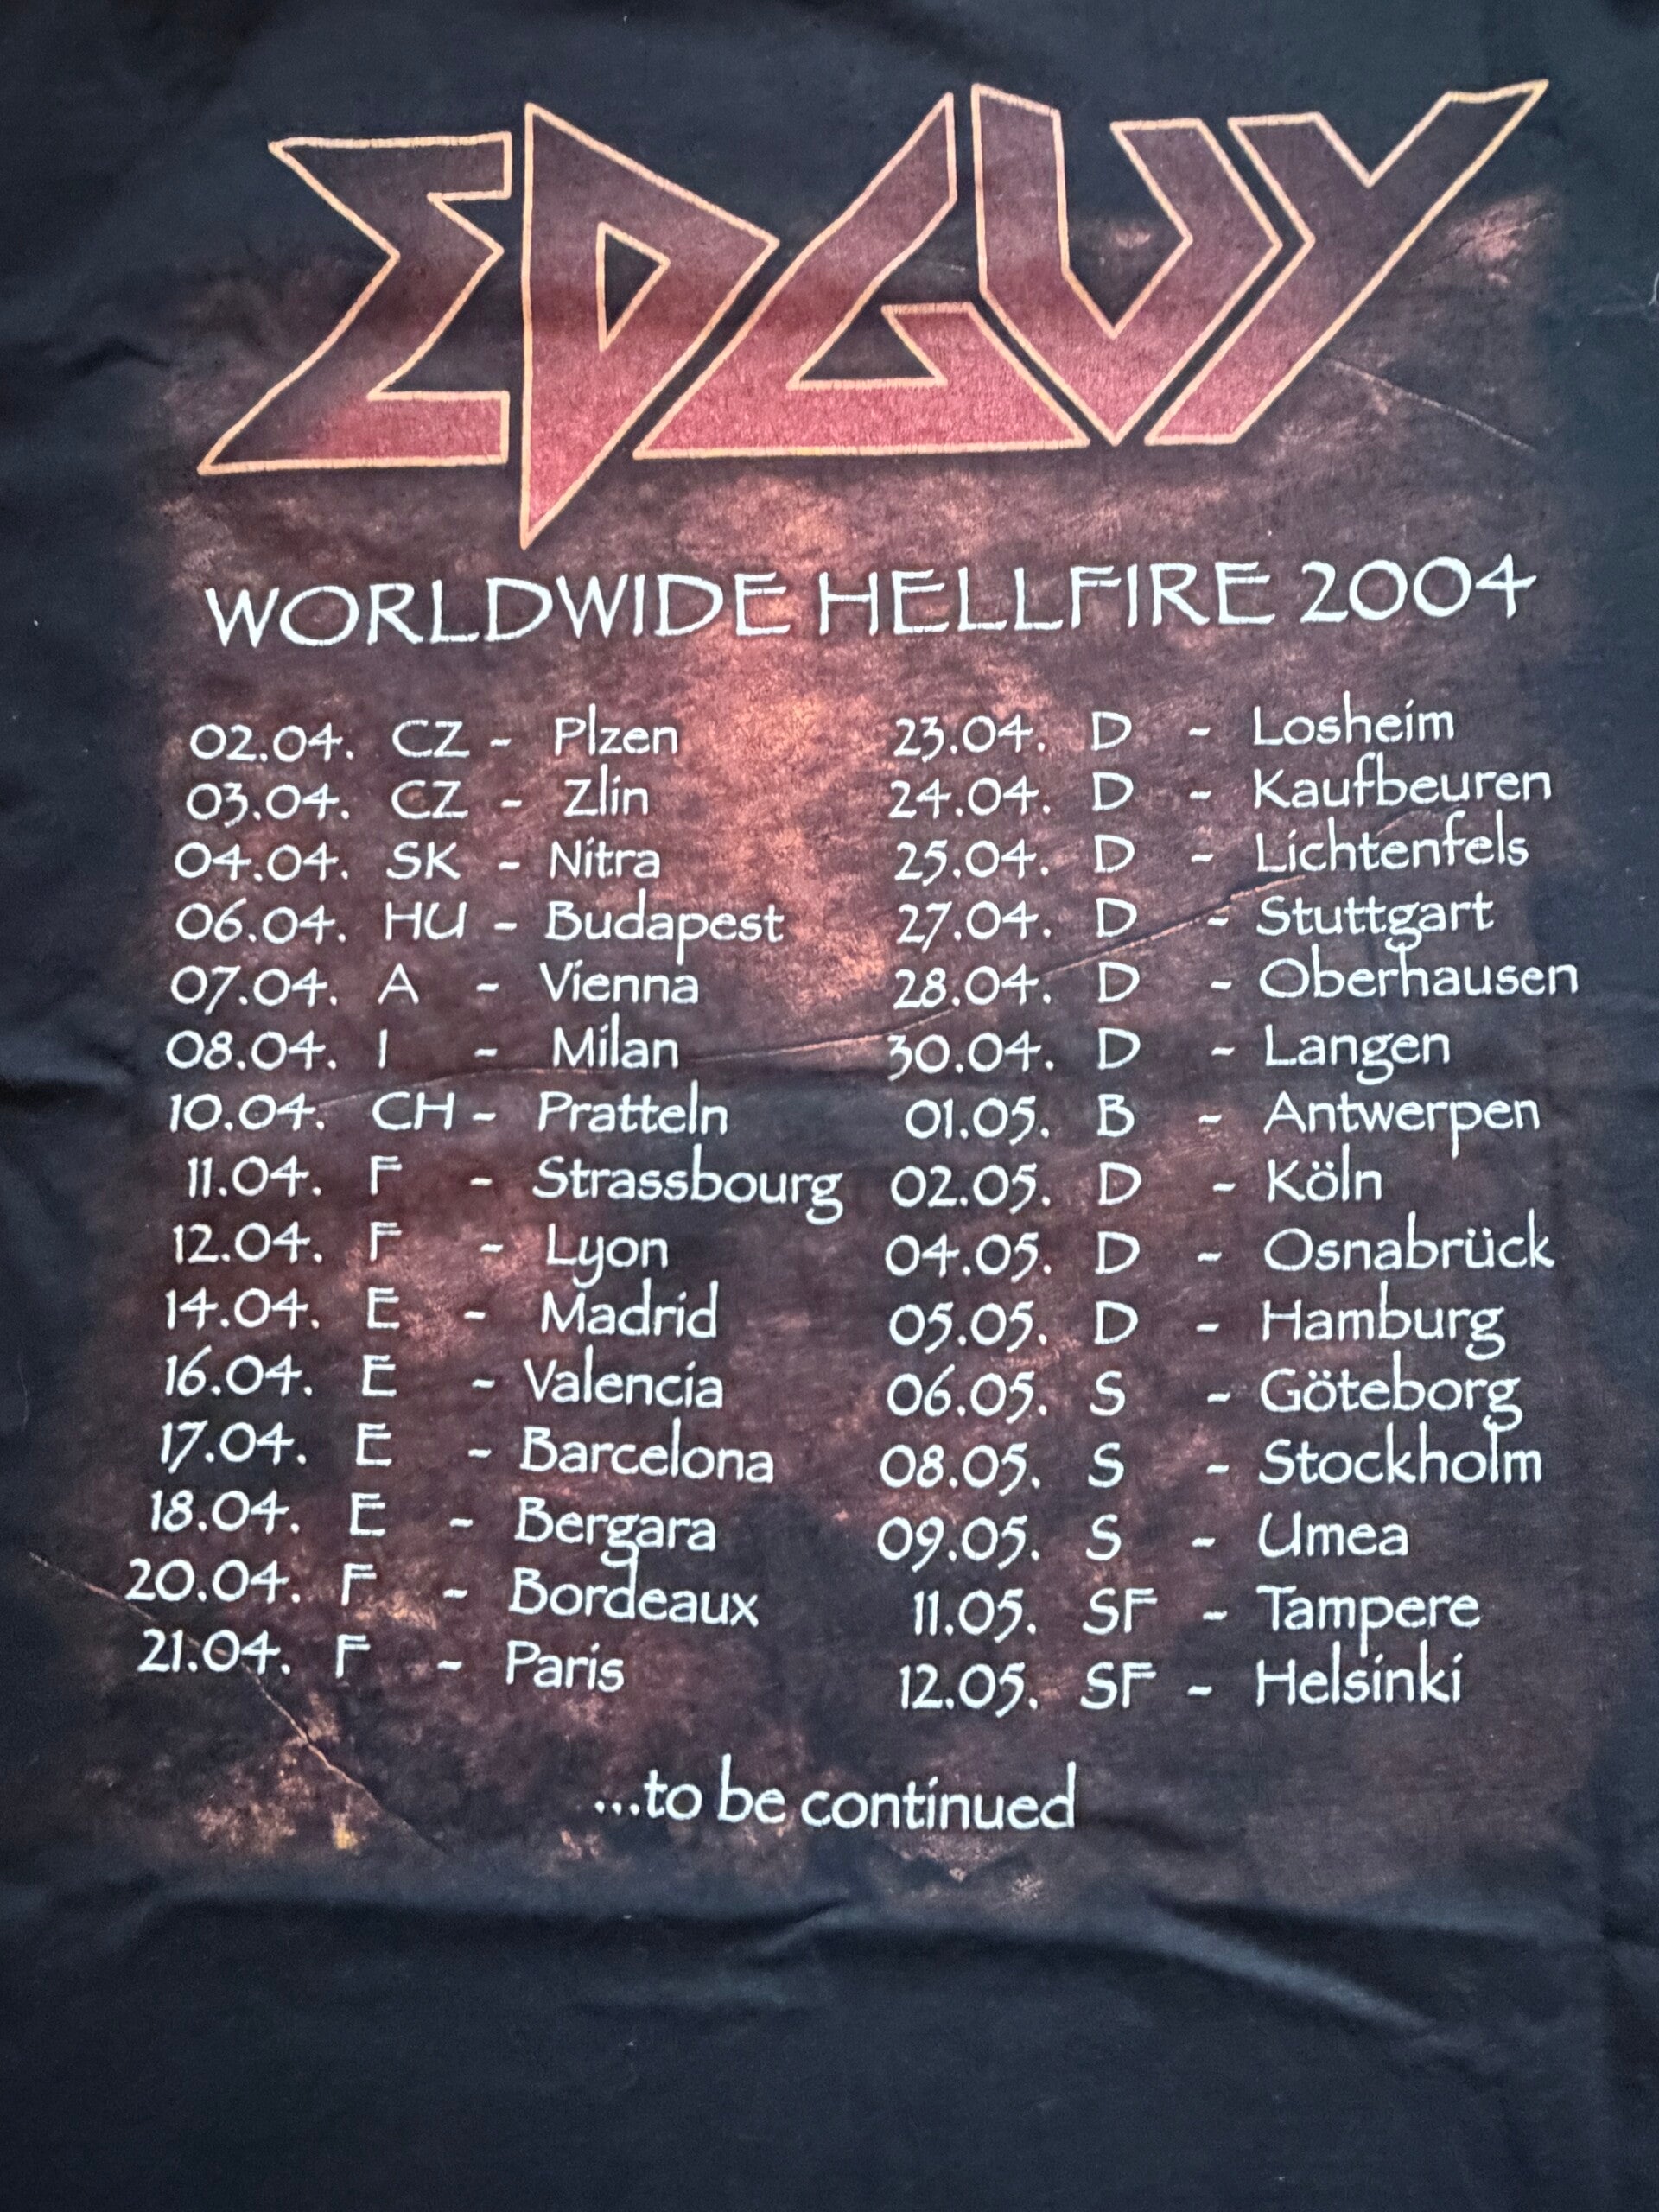 EDGUY
WORLDWIDE HELLFIRE 2004
02.04. CZ - Plzen
03.04. CZ - Zlin
04.04. SK - Nitra
06.04. HU - Budapest
07.04. A - Vienna
08.04. I - Milan
10.04. CH - Pratteln
11.04. F - Strassbourg
12.04. F - Lyon
14.04. E - Madrid
16.04. E - Valencia
17.04. E - Barcelona
18.04. E - Bergara
20.04. F - Bordeaux
21.04. F - Paris
23.04. D - Losheim
24.04. D - Kaufbeuren
25.04. D - Lichtenfels
27.04. D - Stuttgart
28.04. D - Oberhausen
30.04. D - Langen
01.05. B - Antwerpen
02.05. D - Köln
04.05. D - Osnabrück
05.05. D - Hamburg
06.05. S - Göteborg
08.05. S - Stockholm
09.05. S - Umea
11.05. SF - Tampere
12.05. SF - Helsinki
...to be continued